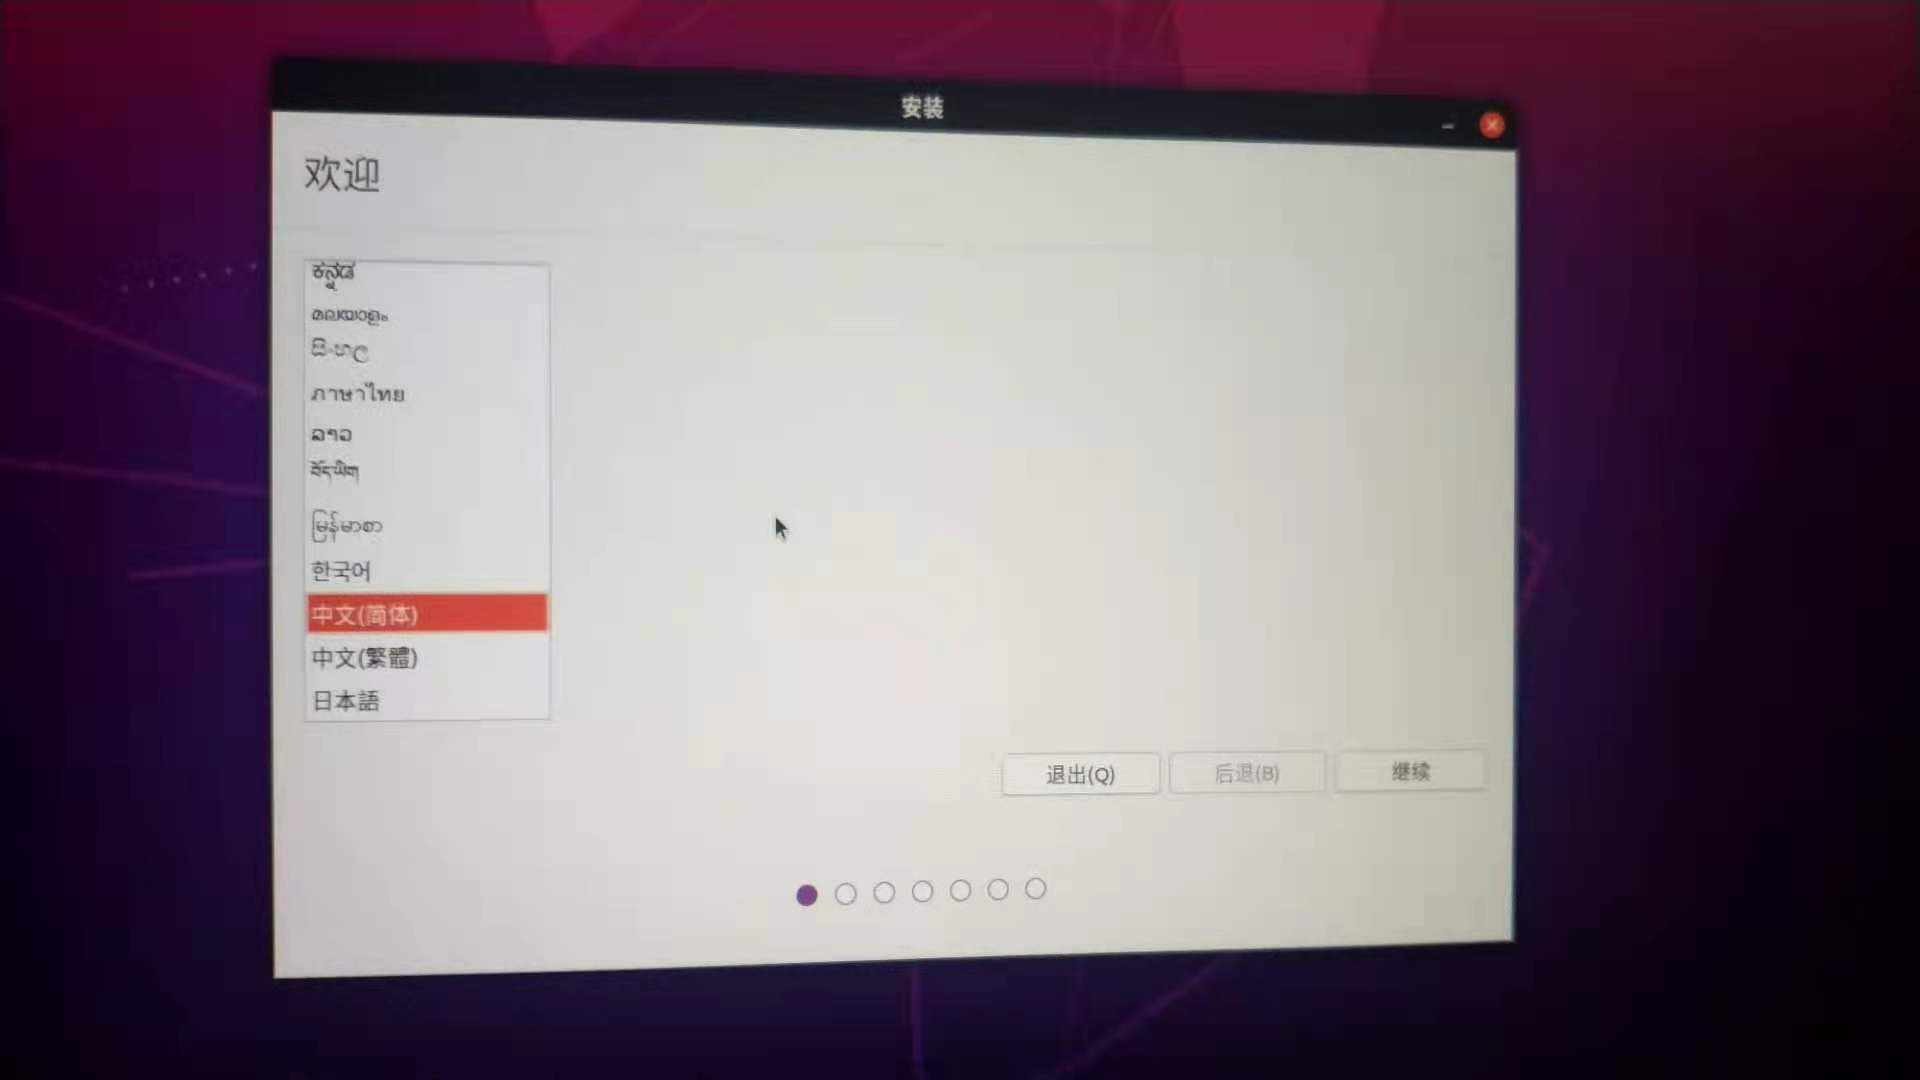 安装
欢迎
ಕನ್ನಡ
മലയാളം
සිංහල
ภาษาไทย
ລາວ
བོད་ཡིག
မြန်မာစာ
한국어
中文(简体)
中文(繁體)
日本語
退出(Q)
后退(B)
继续